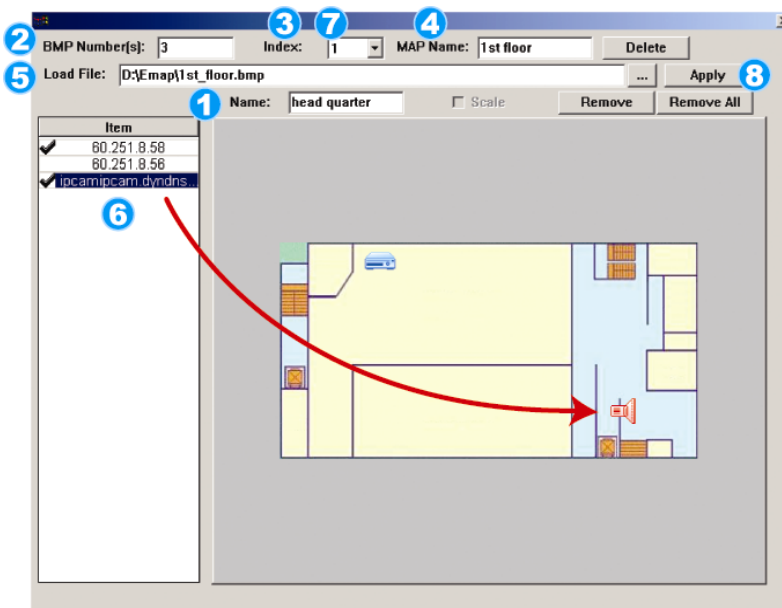 3 7 4
2 BMP Number(s): 3 Index: 1 MAP Name: 1st floor Delete
5 Load File: D:\Emap\1st_floor.bmp ... Apply 8
1 Name: head quarter Scale Remove Remove All
Item
60.251.8.58
60.251.8.56
ipcamipcam.dyndns..
6